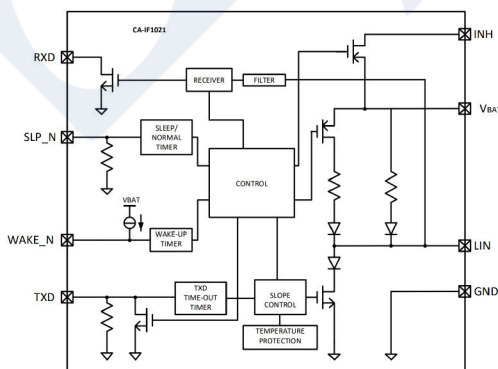 CA-IF1021
INH
RXD
RECEIVER
FILTER
VBAT
SLP_N
SLEEP/
NORMAL
TIMER
CONTROL
VBAT
WAKE_N
WAKE-UP
TIMER
LIN
TXD
TXD
TIME-OUT
TIMER
SLOPE
CONTROL
GND
TEMPERATURE
PROTECTION